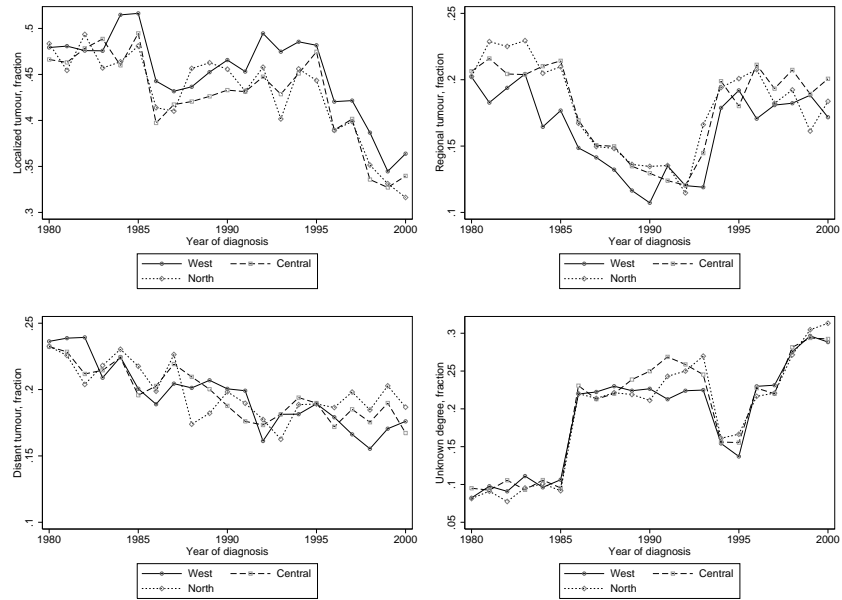 Localized tumour, fraction
.5
.45
.4
.35
.3
1980 1985 1990 1995 2000
Year of diagnosis
West Central
North
Regional tumour, fraction
.25
.2
.15
.1
1980 1985 1990 1995 2000
Year of diagnosis
West Central
North
Distant tumour, fraction
.25
.2
.15
.1
1980 1985 1990 1995 2000
Year of diagnosis
West Central
North
Unknown degree, fraction
.3
.25
.2
.15
.1
.05
1980 1985 1990 1995 2000
Year of diagnosis
West Central
North